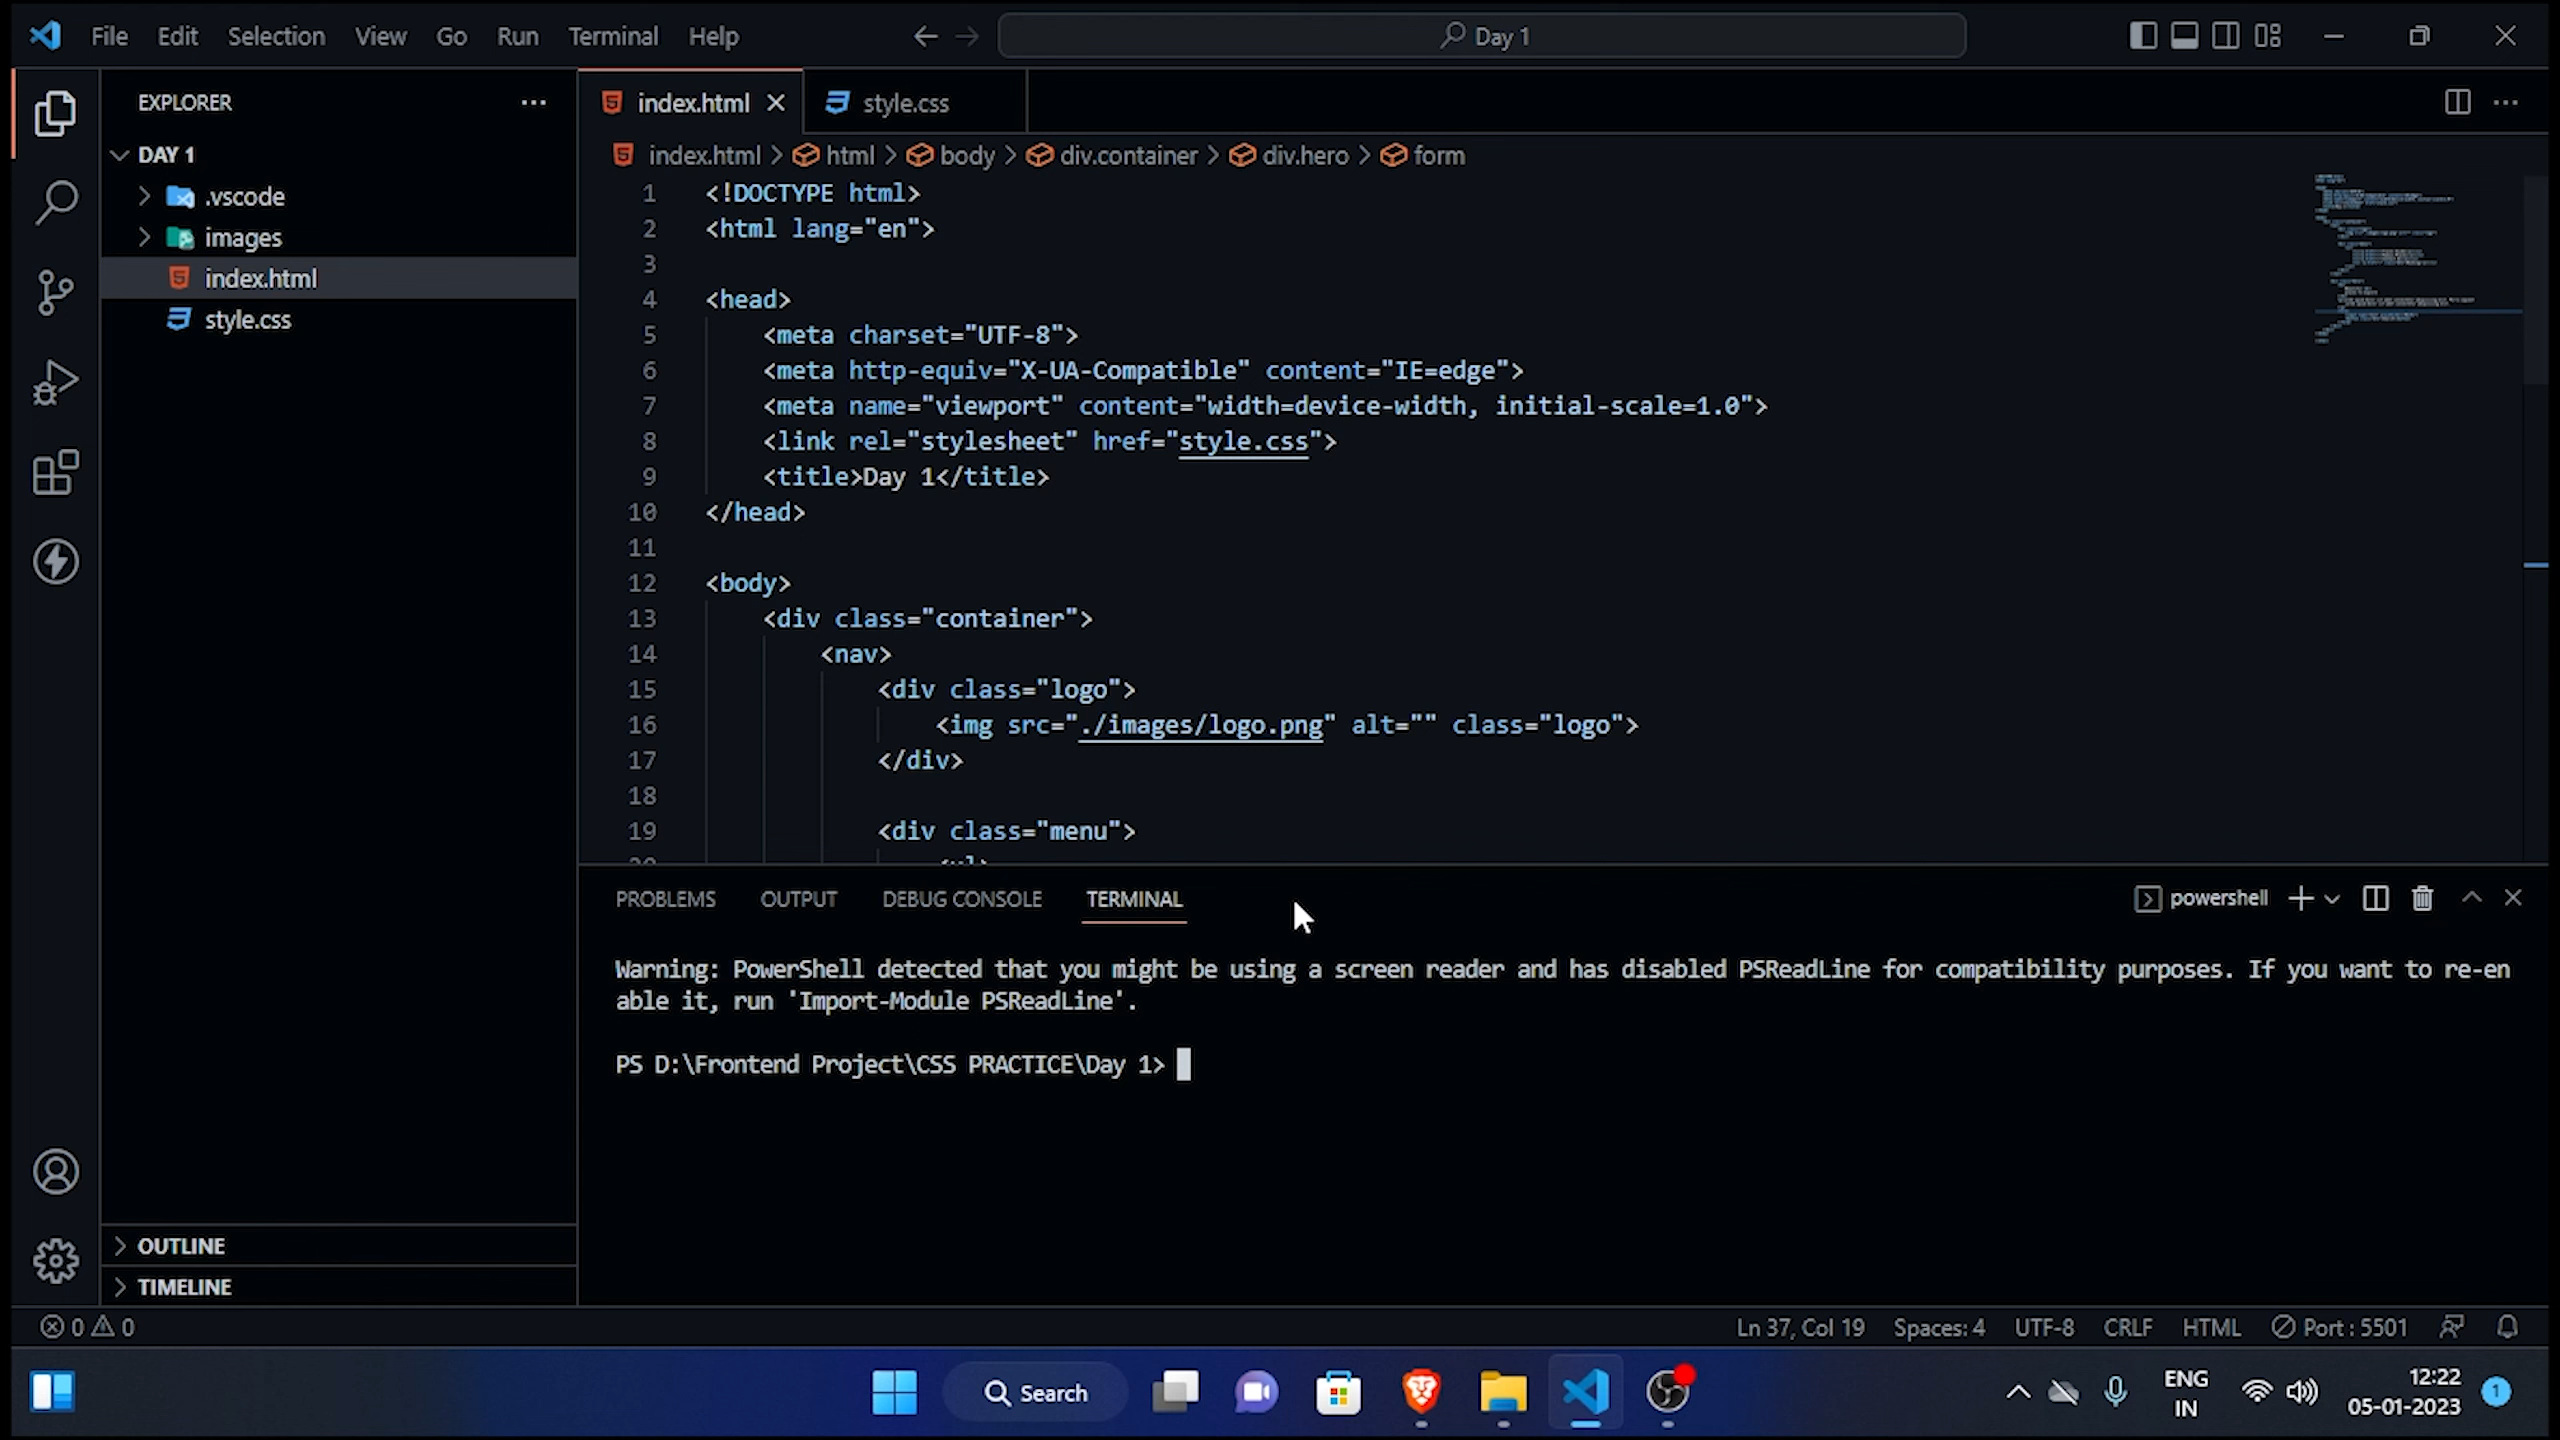 File Edit Selection View Go Run Terminal Help
Day 1
EXPLORER
DAY 1
.vscode
images
index.html
style.css
OUTLINE
TIMELINE
index.html style.css
index.html > html > body > div.container > div.hero > form
1 <!DOCTYPE html>
2 <html lang="en">
3
4 <head>
5 <meta charset="UTF-8">
6 <meta http-equiv="X-UA-Compatible" content="IE=edge">
7 <meta name="viewport" content="width=device-width, initial-scale=1.0">
8 <link rel="stylesheet" href="style.css">
9 <title>Day 1</title>
10 </head>
11
12 <body>
13 <div class="container">
14 <nav>
15 <div class="logo">
16 <img src="./images/logo.png" alt="" class="logo">
17 </div>
18
19 <div class="menu">
PROBLEMS OUTPUT DEBUG CONSOLE TERMINAL powershell
Warning: PowerShell detected that you might be using a screen reader and has disabled PSReadLine for compatibility purposes. If you want to re-en
able it, run 'Import-Module PSReadLine'.
PS D:\Frontend Project\CSS PRACTICE\Day 1>
0 0 Ln 37, Col 19 Spaces: 4 UTF-8 CRLF HTML Port : 5501
Search
ENG
IN
12:22
05-01-2023
1